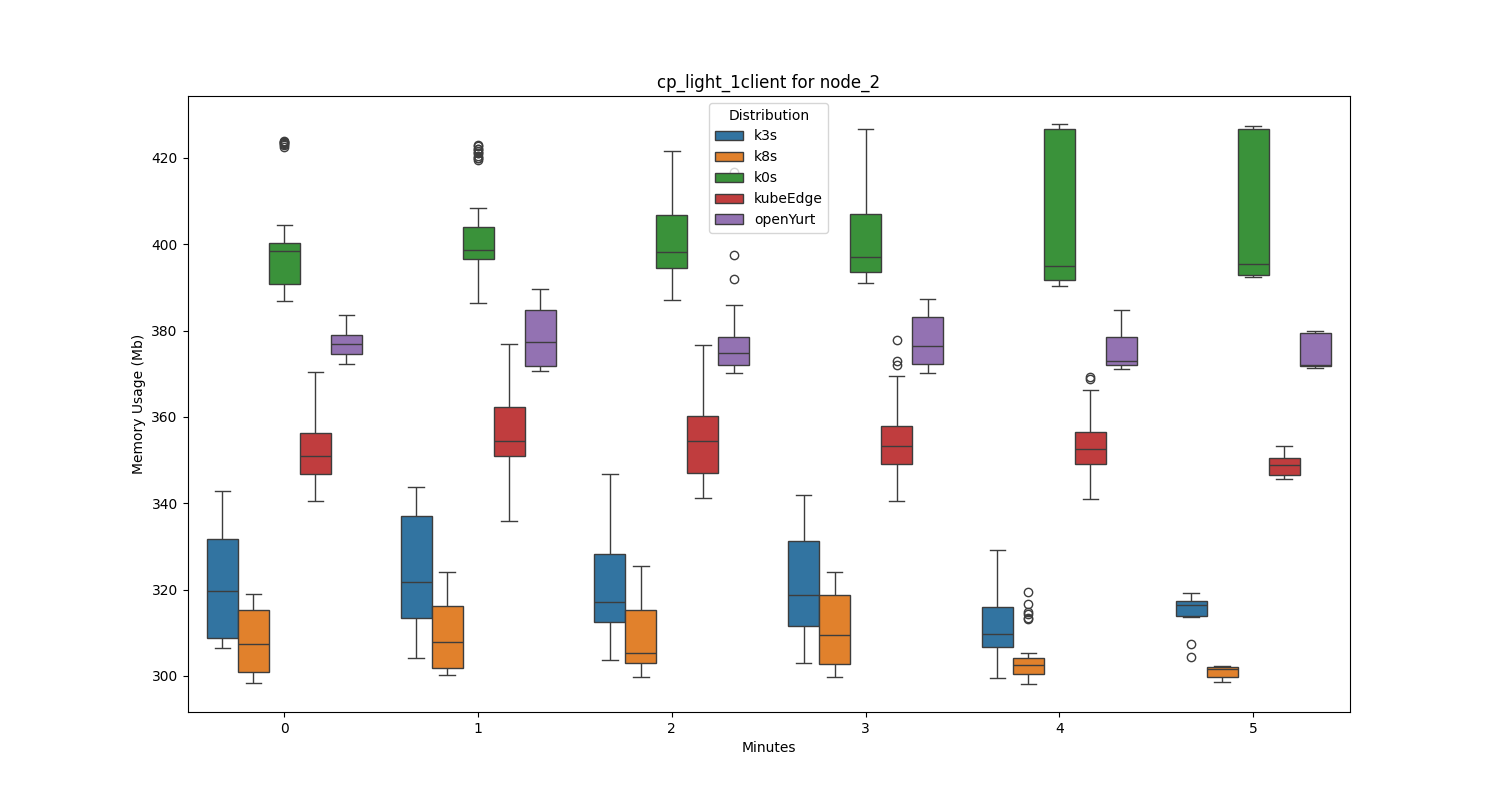 cp_light_1client for node_2
Distribution
k3s
k8s
k0s
kubeEdge
openYurt
Memory Usage (Mb)
420
400
380
360
340
320
300
0 1 2 3 4 5
Minutes